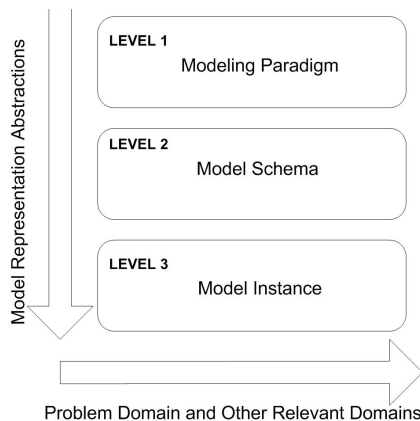 LEVEL 1
Modeling Paradigm
LEVEL 2
Model Schema
LEVEL 3
Model Instance
Model Representation Abstractions
Problem Domain and Other Relevant Domains